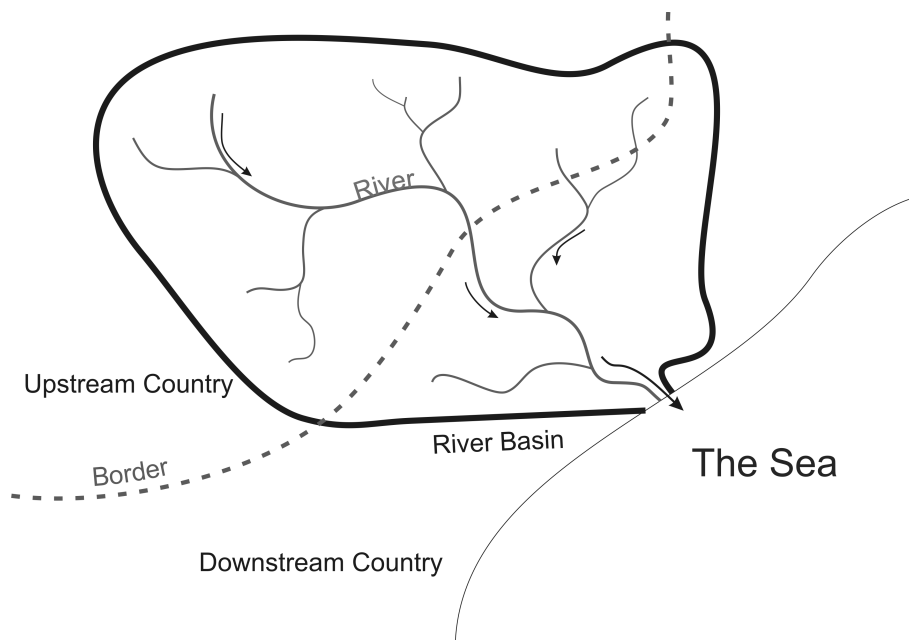 River
Upstream Country
River Basin
Border
The Sea
Downstream Country